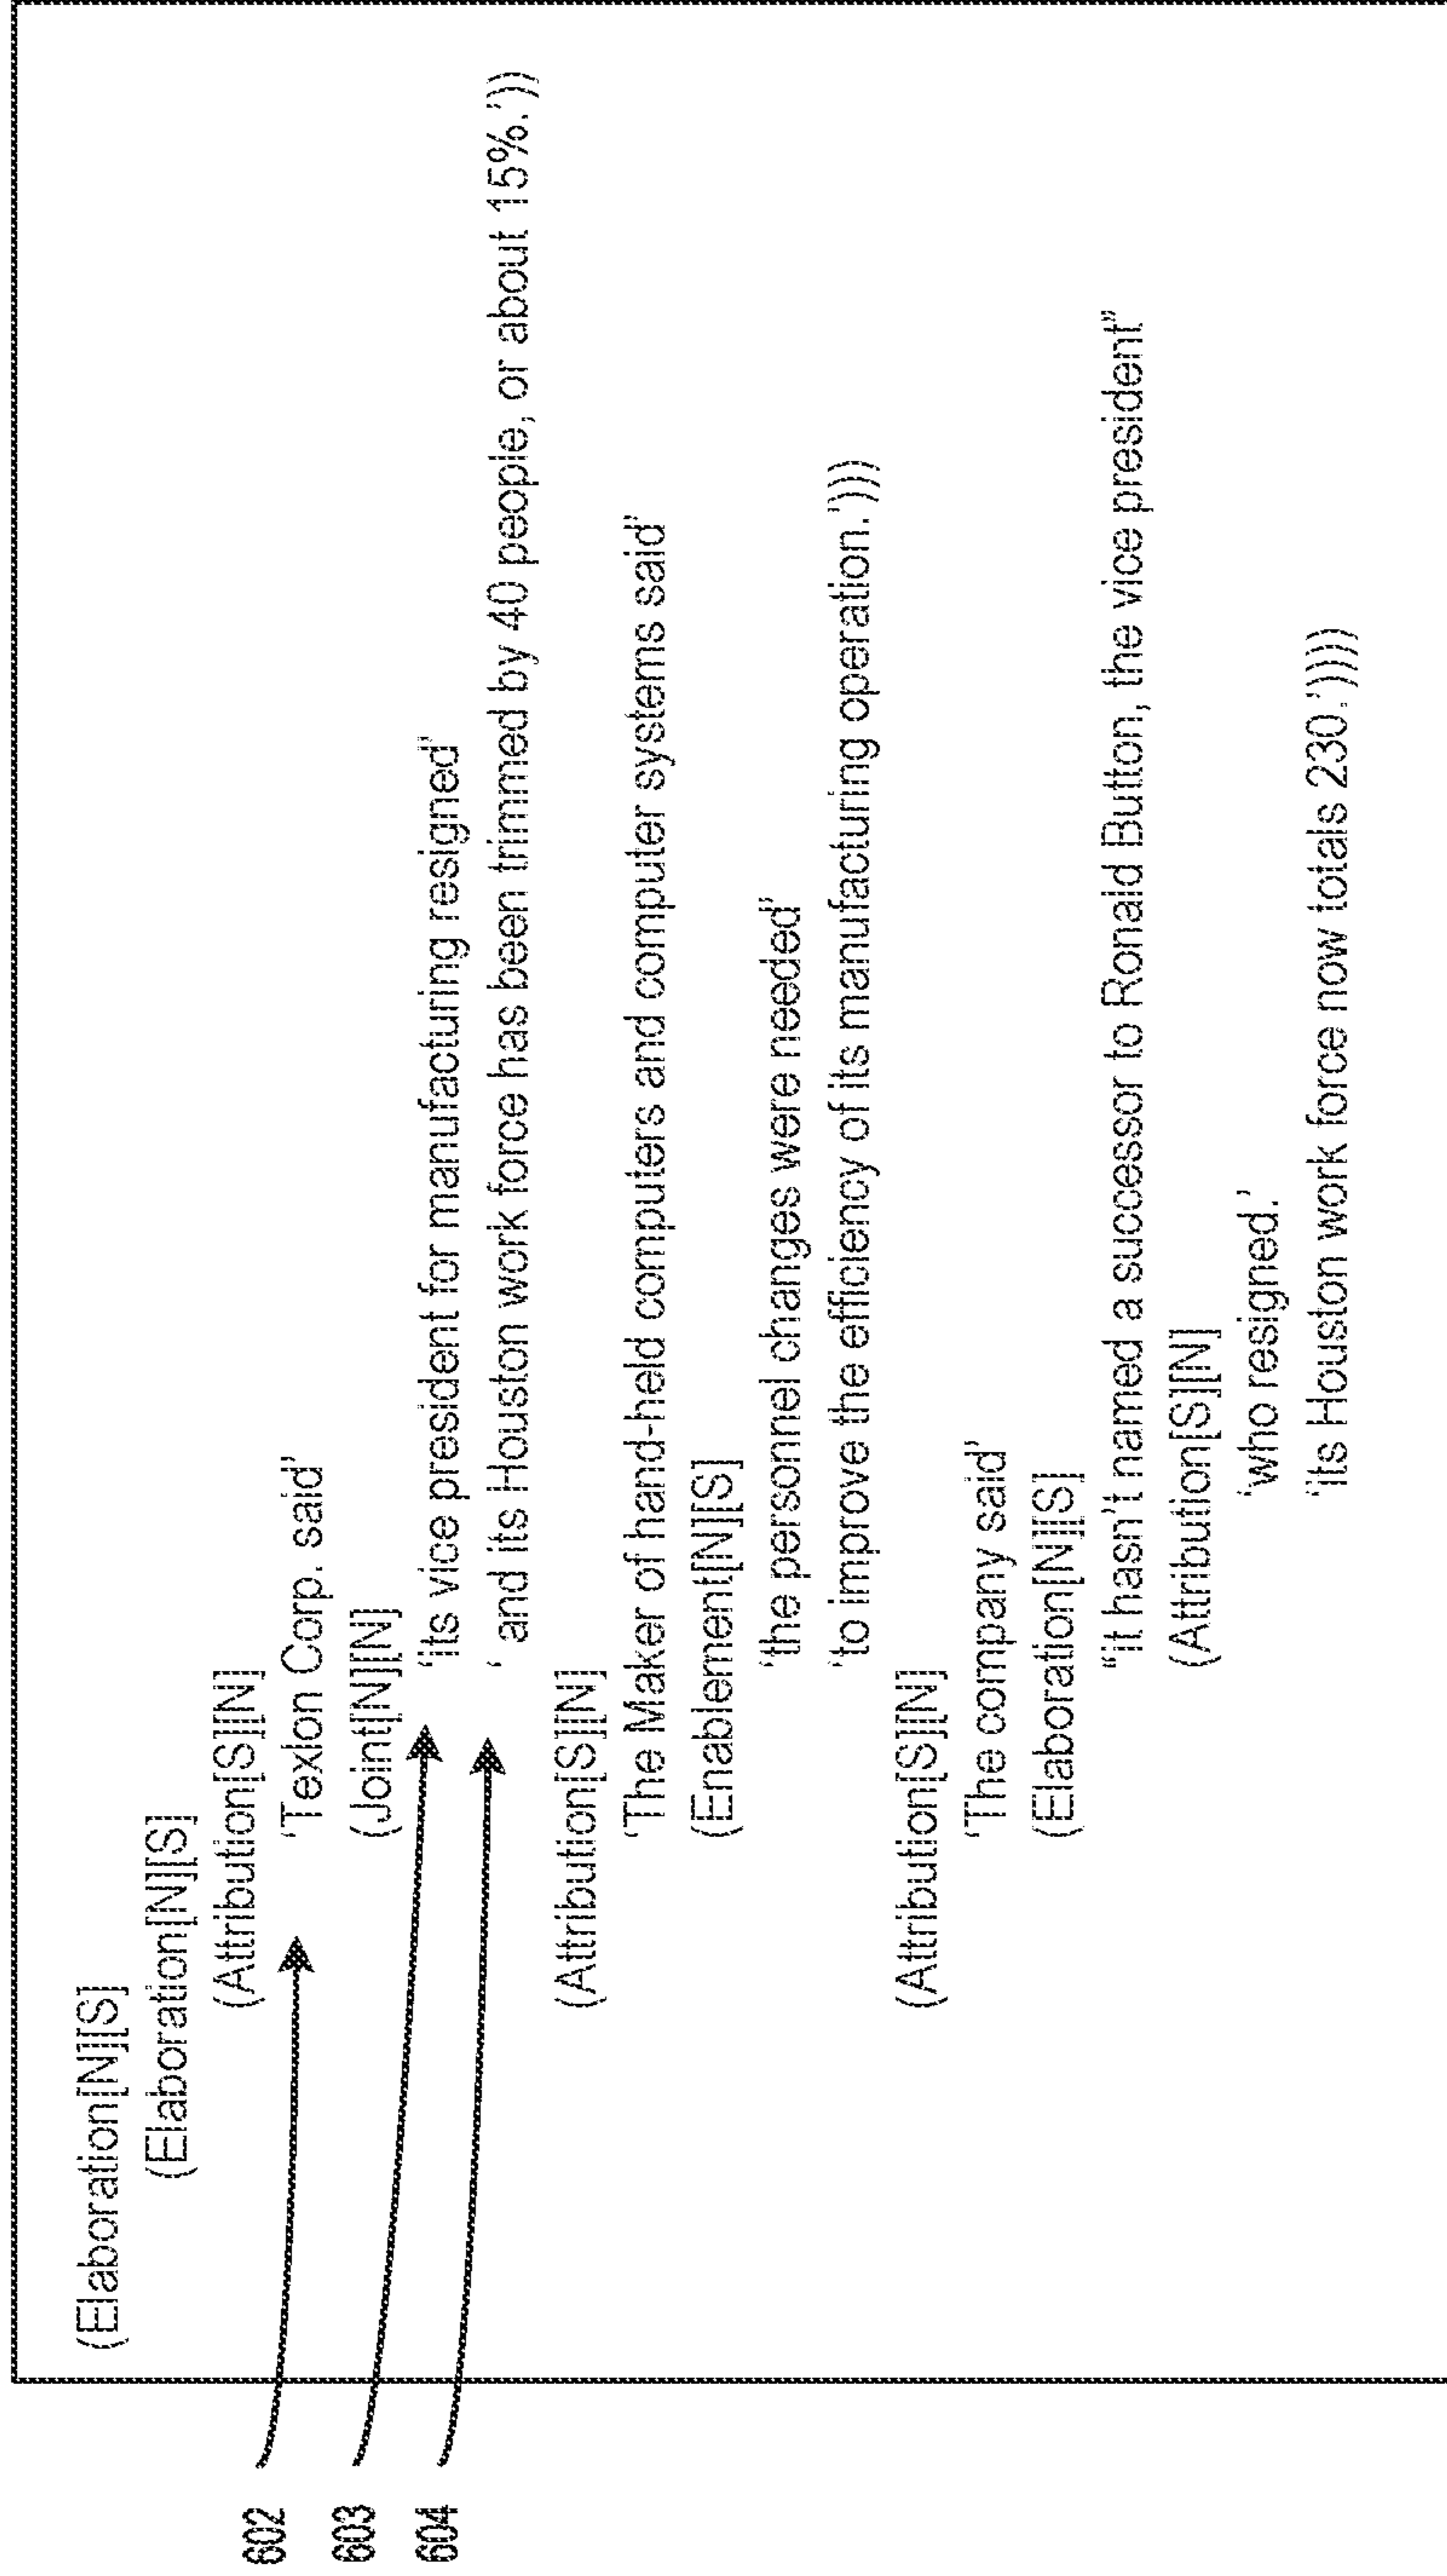 (Elaboration[N][S]
(Elaboration[N][S]
(Attribution[S][N]
602
'Texlon Corp. said'
(Joint[N][N]
603
'its vice president for manufacturing resigned'
604
' and its Houston work force has been trimmed by 40 people, or about 15%.'))
(Attribution[S][N]
'The Maker of hand-held computers and computer systems said'
(Enablement[N][S]
'the personnel changes were needed"
'to improve the efficiency of its manufacturing operation.'))))
(Attribution[S][N]
'The company said'
(Elaboration[N][S]
"it hasn't named a successor to Ronald Button, the vice president"
(Attribution[S][N]
'who resigned.'
'its Houston work force now totals 230.')))))